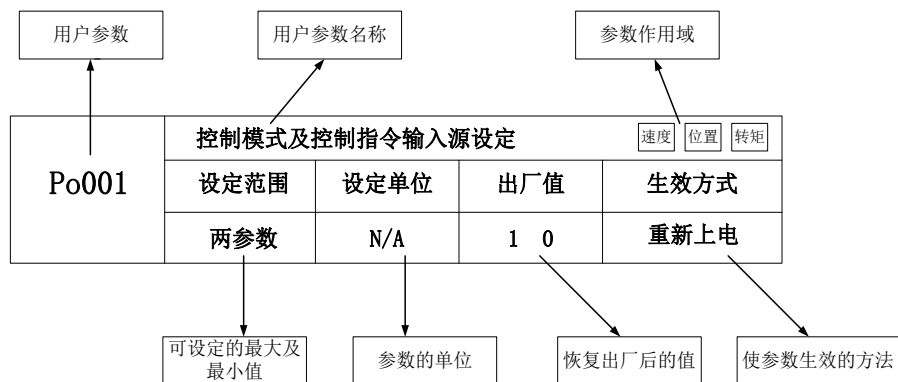 用户参数
用户参数名称
参数作用域
Po001
控制模式及控制指令输入源设定 速度 位置 转矩
设定范围 设定单位 出厂值 生效方式
两参数 N/A 1 0 重新上电
可设定的最大及
最小值
参数的单位
恢复出厂后的值
使参数生效的方法